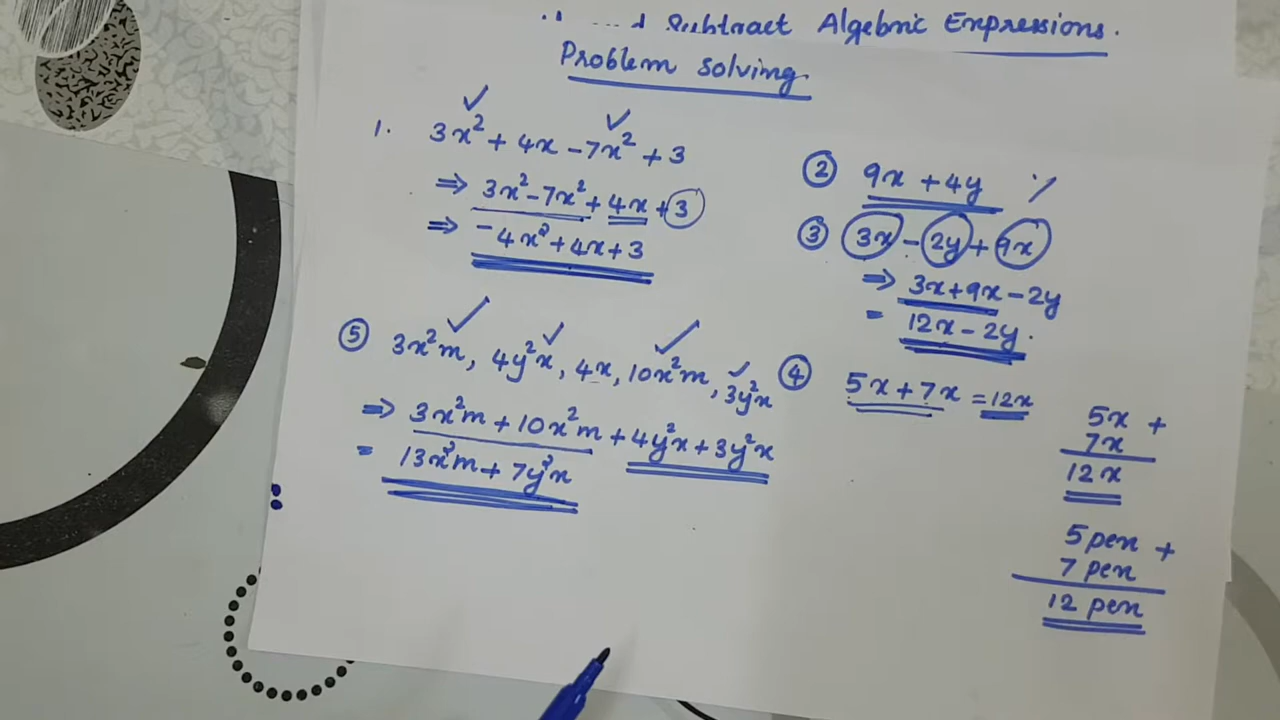 Subtract Algebric Expressions.
Problem solving
1. 3x² + 4x - 7x² + 3
⇒ 3x² - 7x² + 4x + 3
⇒ -4x² + 4x + 3
② 9x + 4y
③ 3x - 2y + 9x
⇒ 3x + 9x - 2y
= 12x - 2y.
④ 5x + 7x = 12x
5x +
7x
12x
5 pen +
7 pen
12 pen
⑤ 3x²m, 4y²x, 4x, 10x²m, 3y²x
⇒ 3x²m + 10x²m + 4y²x + 3y²x
= 13x²m + 7y²x